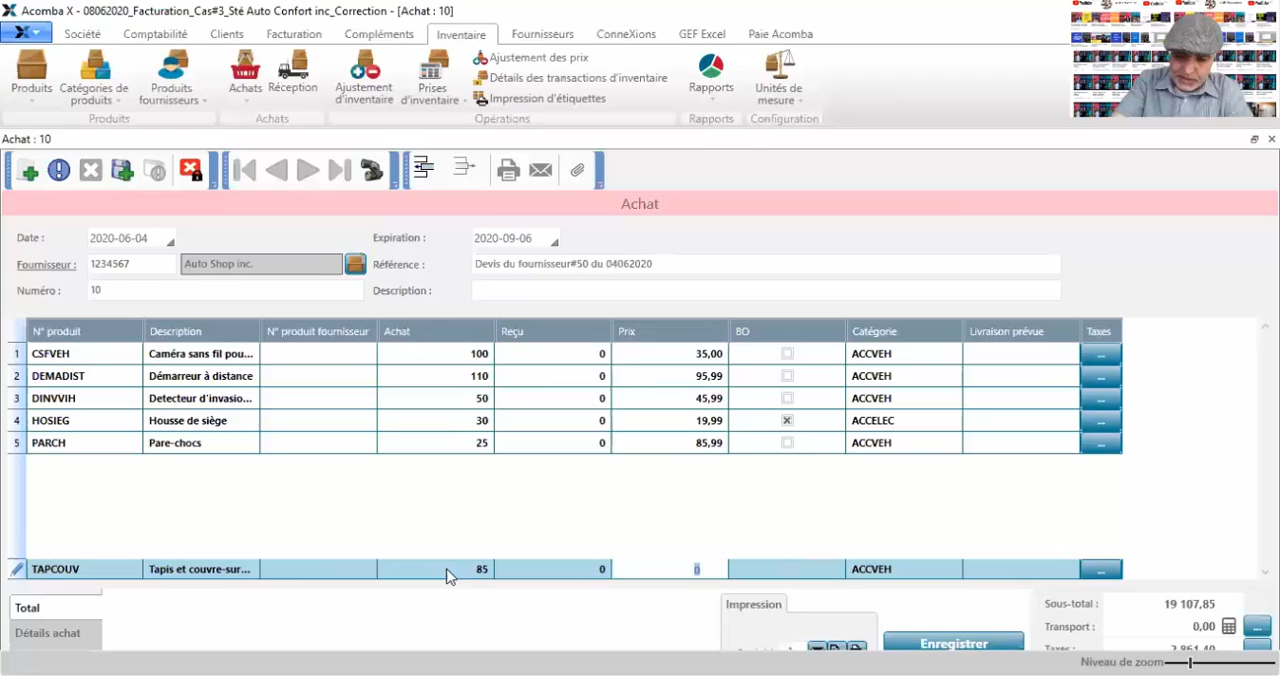 Acomba X - 08062020_Facturation_Cas#3_Sté Auto Confort inc_Correction - [Achat : 10]
Société Comptabilité Clients Facturation ConneXions GET Excel Paie Acomba
Produits Catégories de produits Produits fournisseurs Achats Réception Ajustement d'inventaire Prises d'inventaire Rapports Unités de mesure
Ajustement des prix
Impression d'étiquettes
Produits Achats Opérations Rapports Configuration
Achat : 10
Achat
Date : 2020-06-04 Expiration : 2020-09-06
Fournisseur : 1234567 Auto Shop inc. Référence : Devis du fournisseur#50 du 04062020
Numéro : 10 Description :
N° produit Description N° produit fournisseur Achat Reçu Prix BO Catégorie Livraison prévue Taxes
1 CSFVEH Caméra sans fil pou... 100 0 35,00 ACCVEH ...
2 DEMADIST Démarreur à distance 110 0 95,99 ACCVEH ...
3 DINVVIH Detecteur d'invasio... 50 0 45,99 ACCVEH ...
4 HOSIEG Housse de siège 30 0 19,99 ACCELEC ...
5 PARCH Pare-chocs 25 0 85,99 ACCVEH ...
TAPCOUV Tapis et couvre-sur... 85 0 0 ACCVEH ...
Total
Détails achat
Impression
Enregistrer
Sous-total : 19 107,85
Transport : 0,00 ...
Taxes : 2 861,40
Niveau de zoom